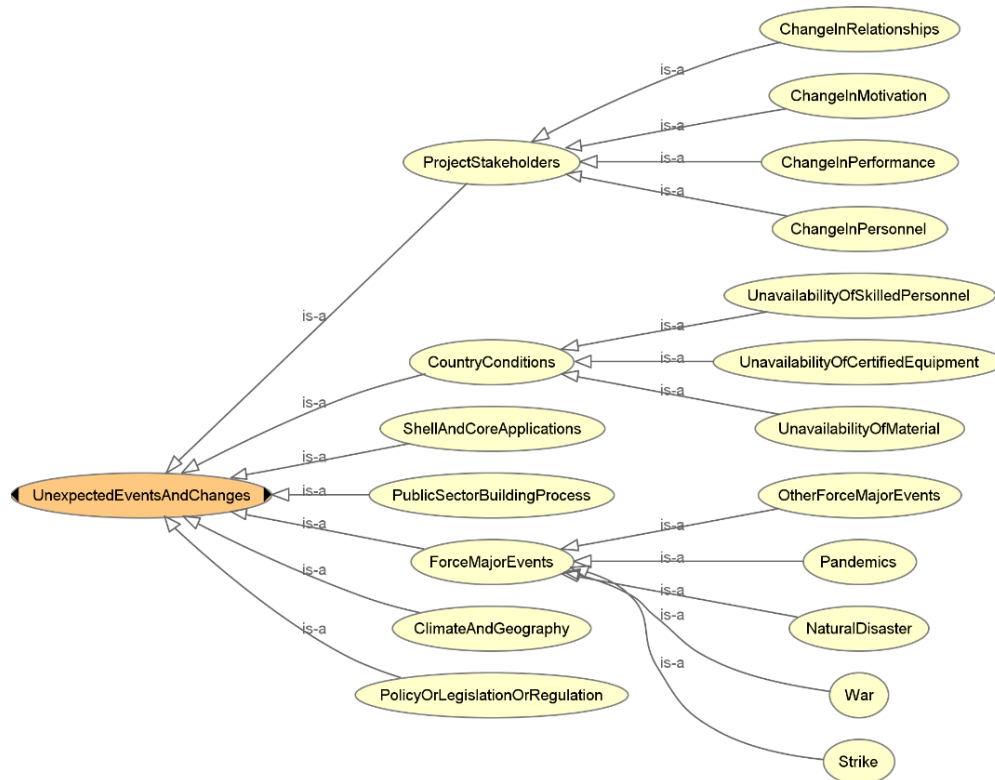 ChangeInRelationships
is-a
ChangeInMotivation
is-a
ProjectStakeholders
is-a
ChangeInPerformance
is-a
ChangeInPersonnel
UnavailabilityOfSkilledPersonnel
is-a
is-a
CountryConditions
is-a
UnavailabilityOfCertifiedEquipment
is-a
is-a
UnavailabilityOfMaterial
ShellAndCoreApplications
is-a
UnexpectedEventsAndChanges
is-a
PublicSectorBuildingProcess
OtherForceMajorEvents
is-a
is-a
ForceMajorEvents
is-a
Pandemics
is-a
is-a
is-a
ClimateAndGeography
NaturalDisaster
is-a
is-a
PolicyOrLegislationOrRegulation
War
Strike